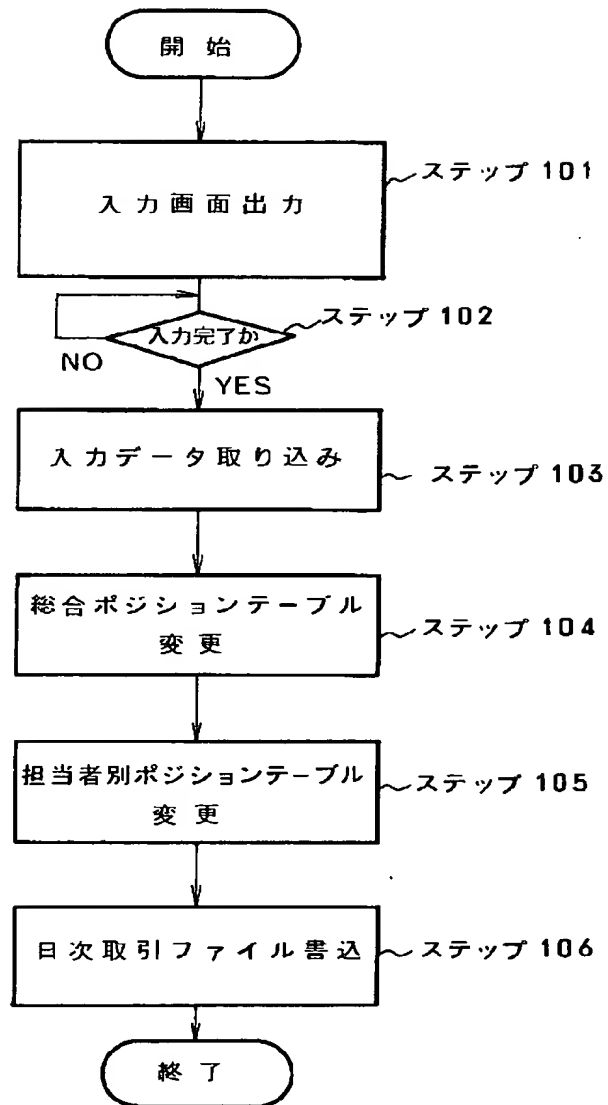 開始
入力画面出力
ステップ 101
入力完了か
ステップ 102
NO
YES
入力データ取り込み
ステップ 103
総合ポジションテーブル
変更
ステップ 104
担当者別ポジションテーブル
変更
ステップ 105
日次取引ファイル書込
ステップ 106
終了